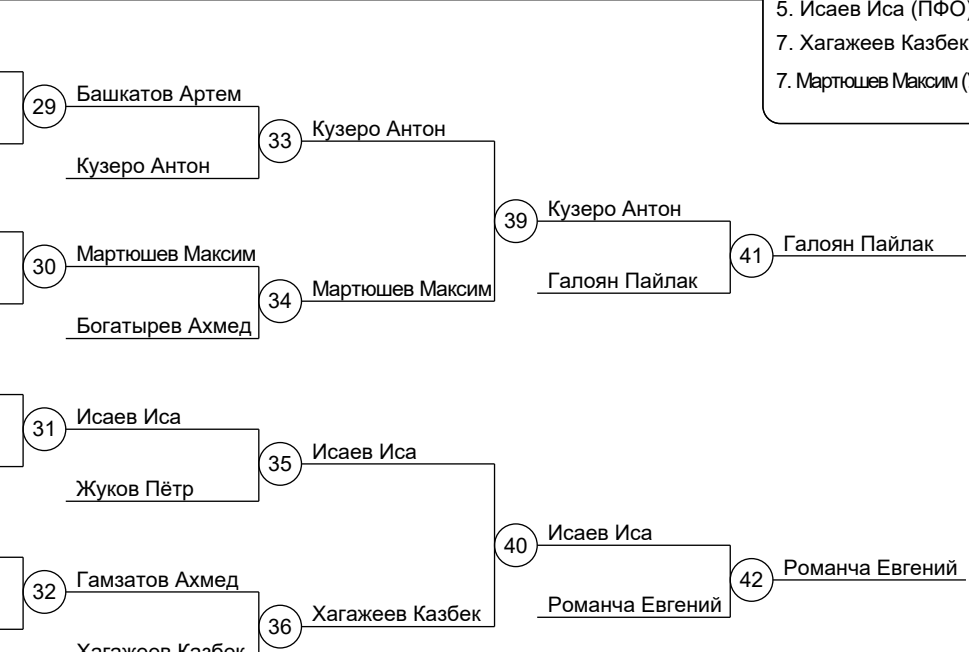 5. Исаев Иса (ПФО)
7. Хагажеев Казбек
7. Мартюшев Максим (
29
Башкатов Артем
33
Кузеро Антон
Кузеро Антон
39
Кузеро Антон
41
Галоян Пайлак
30
Мартюшев Максим
34
Мартюшев Максим
Галоян Пайлак
Богатырев Ахмед
31
Исаев Иса
35
Исаев Иса
Жуков Пётр
40
Исаев Иса
42
Романча Евгений
32
Гамзатов Ахмед
36
Хагажеев Казбек
Романча Евгений
Хагажеев Казбек